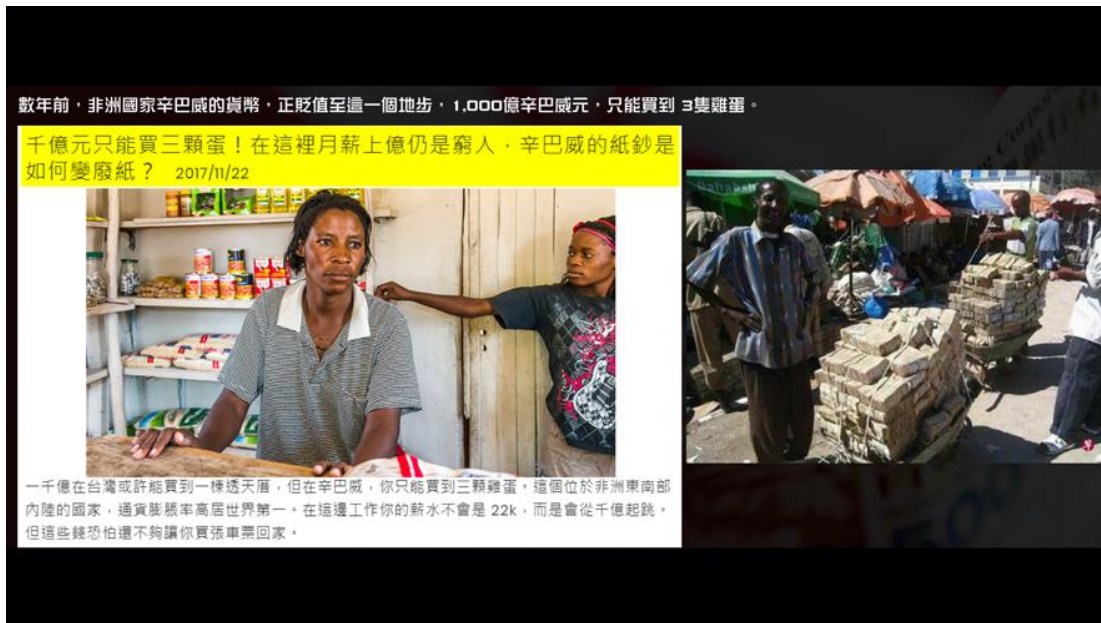 數年前，非洲國家辛巴威的貨幣，正貶值至這一個地步，1,000億辛巴威元，只能買到 3隻雞蛋。
千億元只能買三顆蛋！在這裡月薪上億仍是窮人，辛巴威的紙鈔是
如何變廢紙？ 2017/11/22
一千億在台灣或許能買到一棟透天厝，但在辛巴威，你只能買到三顆雞蛋。這個位於非洲東南部
內陸的國家，通貨膨脹率高居世界第一。在這邊工作你的薪水不會是 22k，而是會從千億起跳。
但這些錢恐怕還不夠讓你買張車票回家。